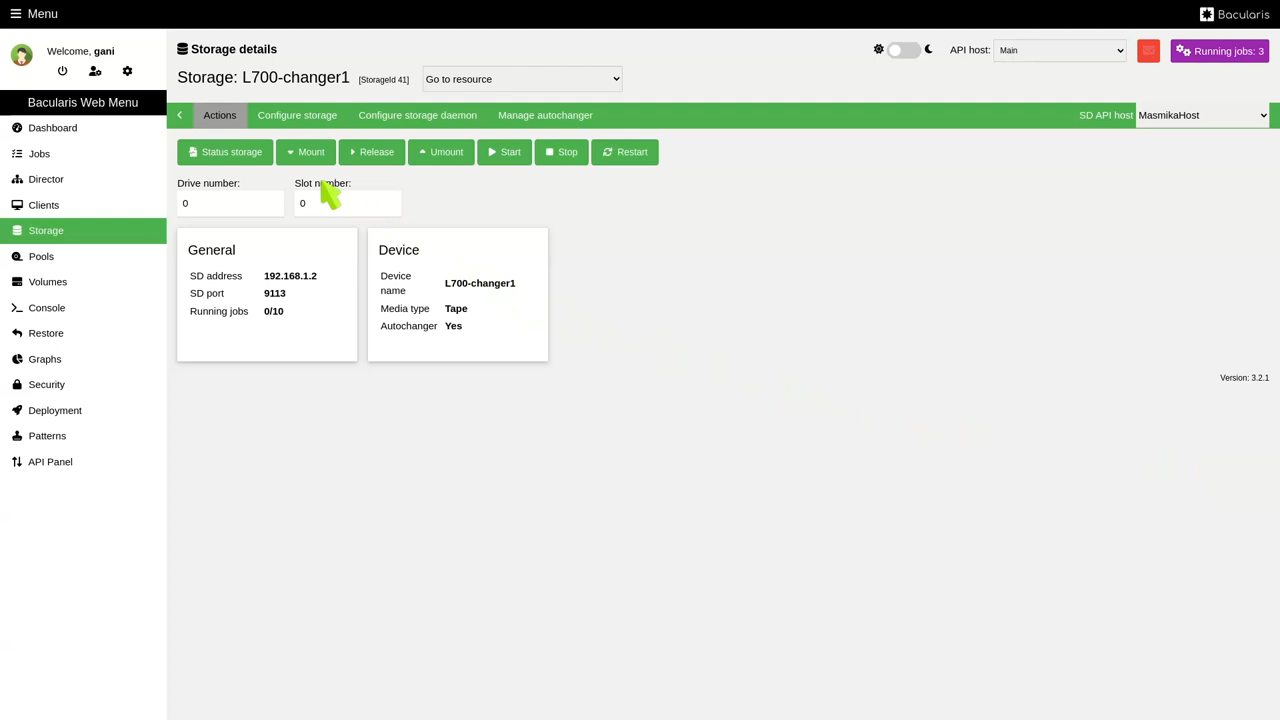 Menu
Bacularis
Welcome, gani
Bacularis Web Menu
Dashboard
Jobs
Director
Clients
Storage
Pools
Volumes
Console
Restore
Graphs
Security
Deployment
Patterns
API Panel
Storage details
API host:
Main
Running jobs: 3
Storage: L700-changer1
[StorageId 41]
Go to resource
Actions
Configure storage
Configure storage daemon
Manage autochanger
SD API host
MasmikaHost
Status storage
Mount
Release
Umount
Start
Stop
Restart
Drive number:
Slot number:
0
0
General
SD address 192.168.1.2
SD port 9113
Running jobs 0/10
Device
Device name L700-changer1
Media type Tape
Autochanger Yes
Version: 3.2.1